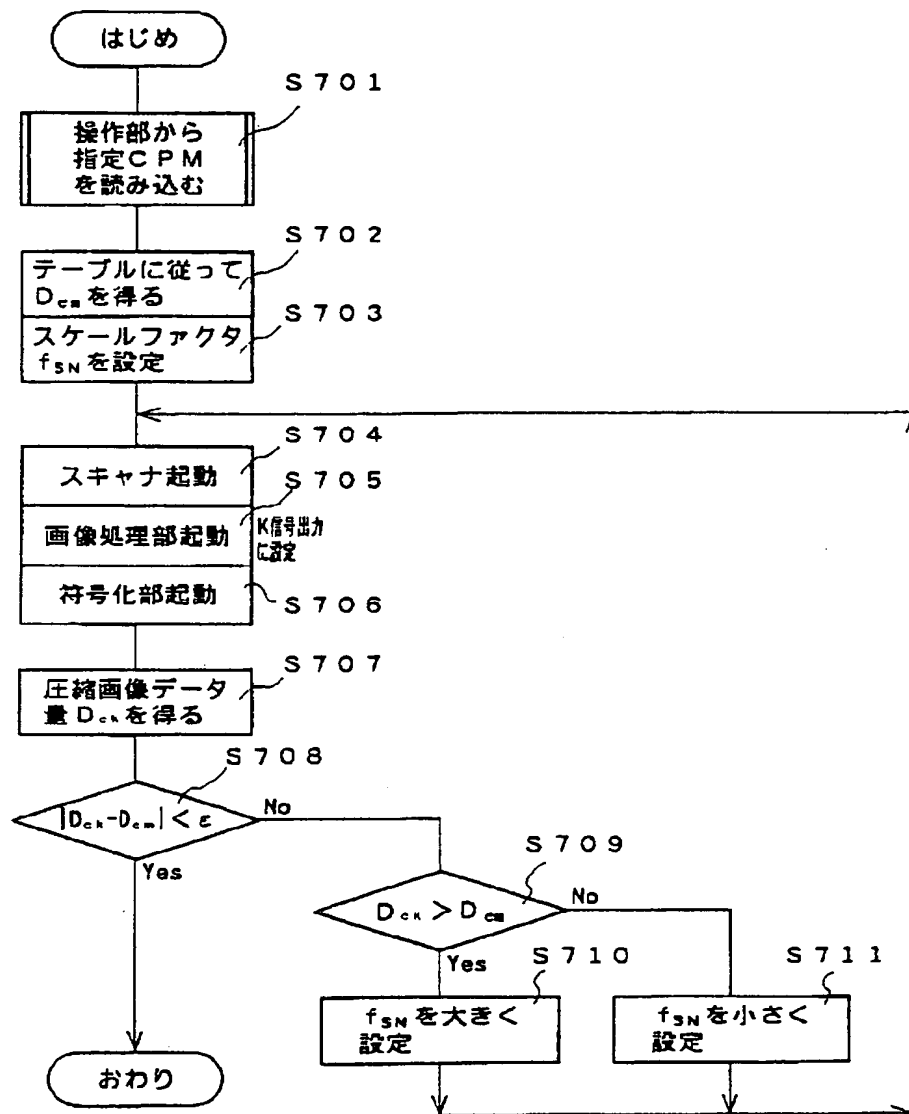 はじめ
S701
操作部から
指定CPM
を読み込む
S702
テーブルに従って
Dcmを得る
S703
スケールファクタ
fSNを設定
S704
スキャナ起動
S705
画像処理部起動
K信号出力
に設定
符号化部起動
S706
S707
圧縮画像データ
量Dckを得る
S708
|Dck-Dcm|<ε
No
Yes
S709
Dck>Dcm
No
Yes
S710
S711
fSNを大きく
設定
fSNを小さく
設定
おわり